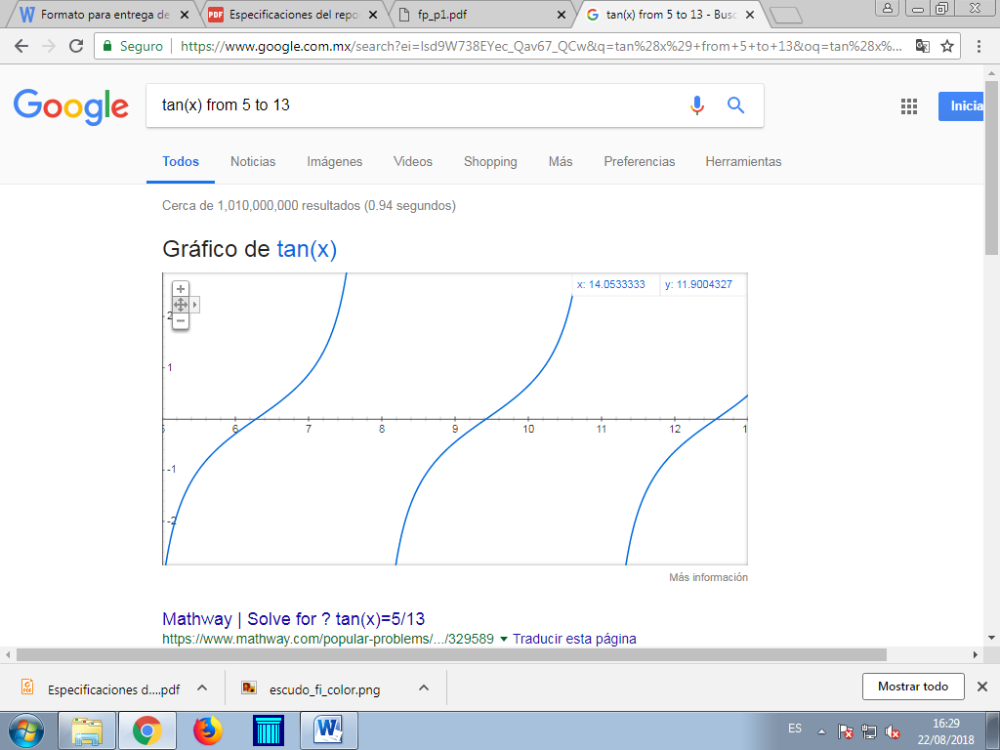 Formato para entrega de
Especificaciones del repo
fp_p1.pdf
tan(x) from 5 to 13 - Bus
Seguro
https://www.google.com.mx/search?ei=Isd9W738EYec_Qav67_QCw&q=tan%28x%29+from+5+to+13&oq=tan%28x%...
Google
tan(x) from 5 to 13
Inicia
Todos Noticias Imágenes Videos Shopping Más Preferencias Herramientas
Cerca de 1,010,000,000 resultados (0.94 segundos)
Gráfico de tan(x)
x: 14.0533333 y: 11.9004327
2
1
5 6 7 8 9 10 11 12 1
-1
-2
Más información
Mathway | Solve for ? tan(x)=5/13
https://www.mathway.com/popular-problems/.../329589 Traducir esta página
Especificaciones d....pdf
escudo_fi_color.png
Mostrar todo
ES
16:29
22/08/2018